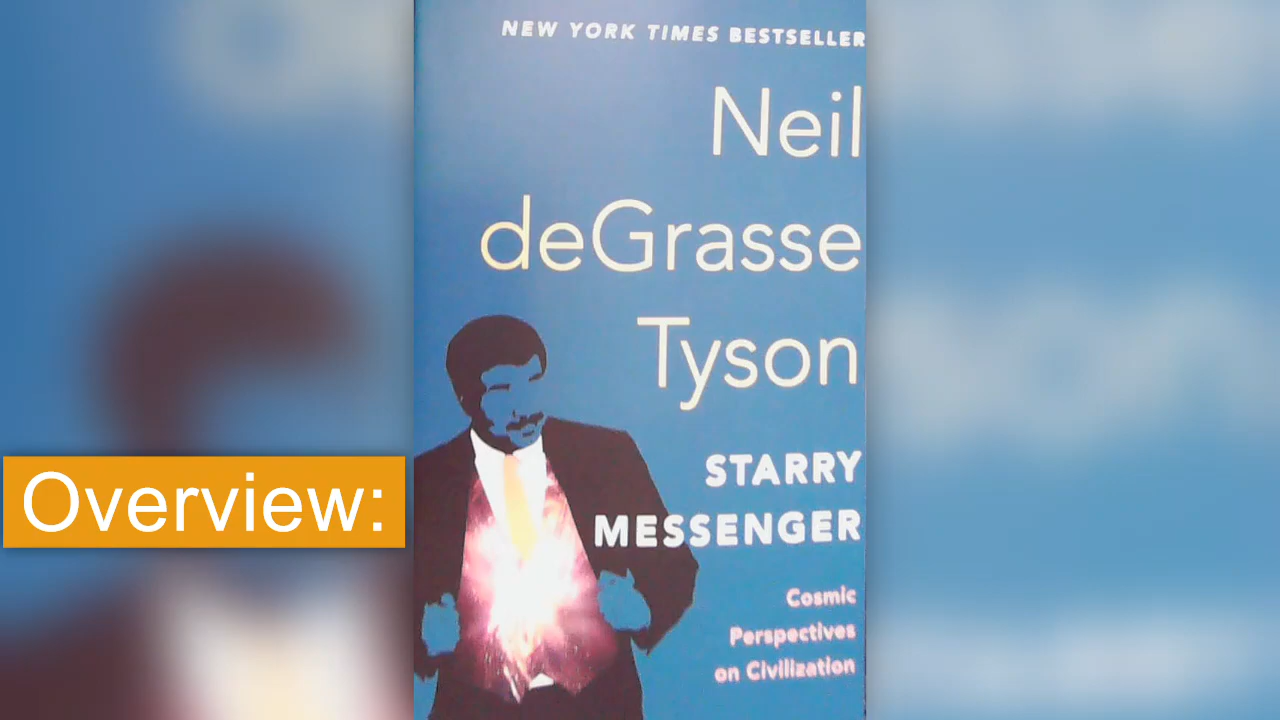 NEW YORK TIMES BESTSELLER
Neil
deGrasse
Tyson
STARRY
MESSENGER
Cosmic
Perspectives
on Civilization
Overview: